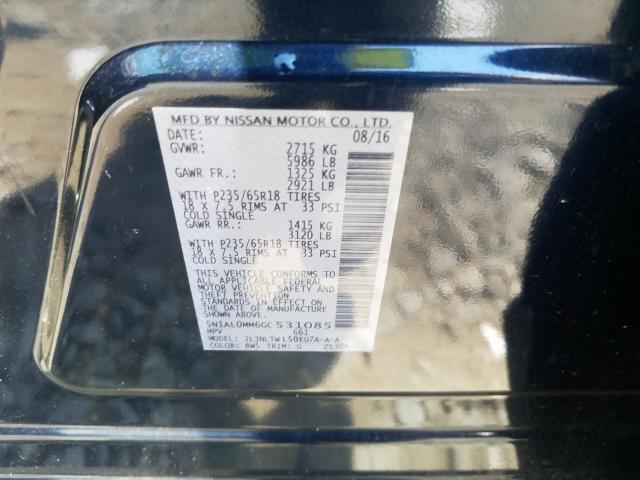 MFD BY NISSAN MOTOR CO., LTD.
DATE: 08/16
GVWR: 2715 KG
5986 LB
GAWR FR.: 1325 KG
2921 LB
WITH P235/65R18 TIRES
18 X 7.5 RIMS AT 33 PSI
COLD SINGLE
GAWR RR.: 1415 KG
3120 LB
WITH P235/65R18 TIRES
18 X 7.5 RIMS AT 33 PSI
COLD SINGLE
THIS VEHICLE CONFORMS TO
ALL APPLICABLE FEDERAL
MOTOR VEHICLE SAFETY AND
THEFT PREVENTION
STANDARDS IN EFFECT ON
THE DATE OF MANUFACTURE
SHOWN ABOVE
5N1AL0MM6GC531085
MPV 661
MODEL: JLJNLTWL50EU7A-A-A
COLOR: BW5 TRIM: G